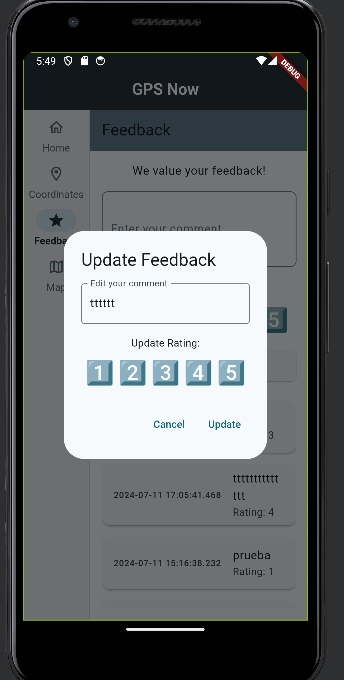 5:49
DEBUG
GPS Now
Home
Feedback
Coordinates
We value your feedback!
Feedba
Enter your comment
Map
Update Feedback
Edit your comment
tttttt
Update Rating:
1 2 3 4 5
5
Cancel Update
3
2024-07-11 17:05:41.468
ttttttttttt
ttt
Rating: 4
2024-07-11 15:16:38.232
prueba
Rating: 1